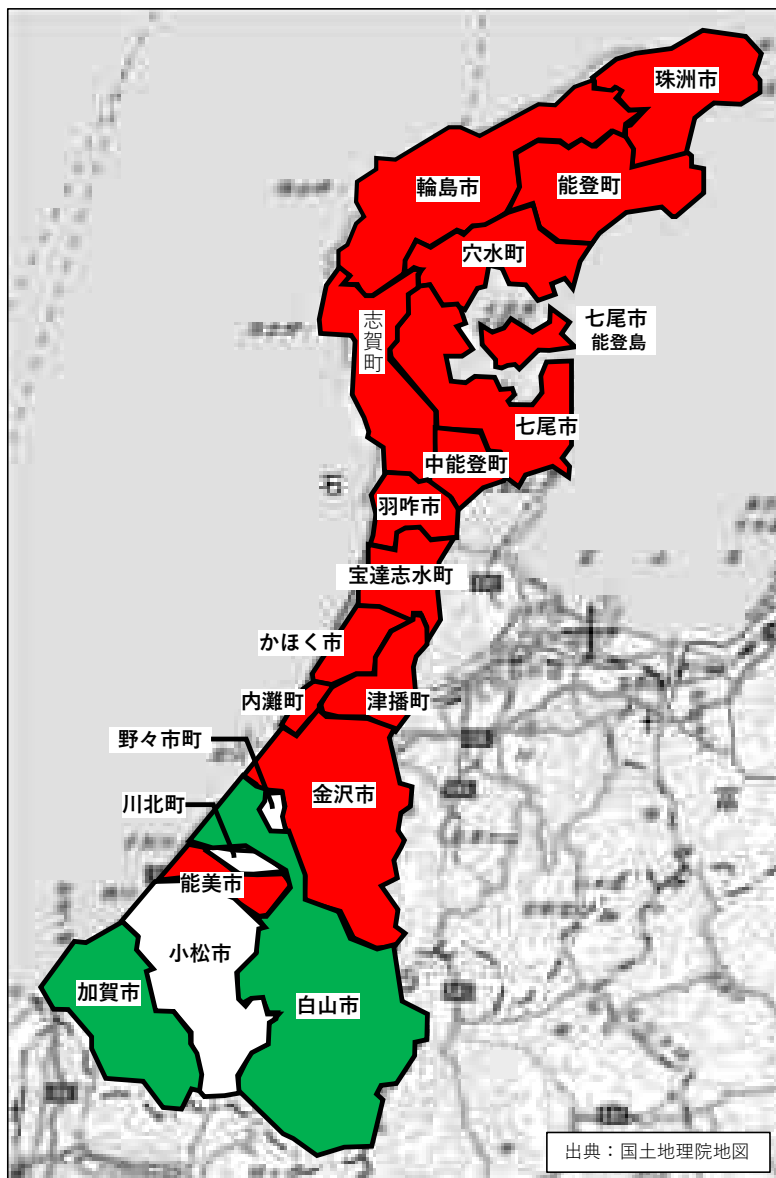 珠洲市
輪島市
能登町
穴水町
志賀町
七尾市
能登島
七尾市
中能登町
羽咋市
石
宝達志水町
かほく市
内灘町
津播町
野々市町
金沢市
川北町
能美市
小松市
加賀市
白山市
富
出典：国土地理院地図